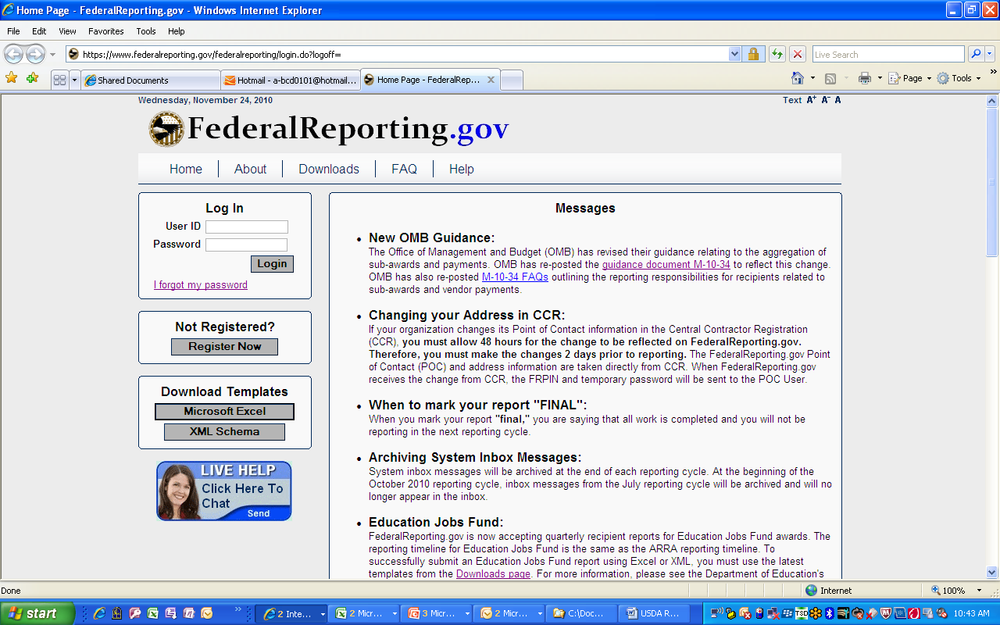 Home Page - FederalReporting.gov - Windows Internet Explorer
File Edit View Favorites Tools Help
https://www.federalreporting.gov/federalreporting/login.do?logoff=
Live Search
Shared Documents
Hotmail - a-bcd0101@hotmail...
Home Page - FederalRep...
Page
Tools
Wednesday, November 24, 2010
Text A+ A- A
FederalReporting.gov
Home About Downloads FAQ Help
Log In
User ID
Password
Login
I forgot my password
Not Registered?
Register Now
Download Templates
Microsoft Excel
XML Schema
LIVE HELP
Click Here To
Chat
Send
Messages
• New OMB Guidance:
The Office of Management and Budget (OMB) has revised their guidance relating to the aggregation of
sub-awards and payments. OMB has re-posted the guidance document M-10-34 to reflect this change.
OMB has also re-posted M-10-34 FAQs outlining the reporting responsibilities for recipients related to
sub-awards and vendor payments.
• Changing your Address in CCR:
If your organization changes its Point of Contact information in the Central Contractor Registration
(CCR), you must allow 48 hours for the change to be reflected on FederalReporting.gov.
Therefore, you must make the changes 2 days prior to reporting. The FederalReporting.gov Point
of Contact (POC) and address information are taken directly from CCR. When FederalReporting.gov
receives the change from CCR, the FRPIN and temporary password will be sent to the POC User.
• When to mark your report "FINAL":
When you mark your report "final," you are saying that all work is completed and you will not be
reporting in the next reporting cycle.
• Archiving System Inbox Messages:
System inbox messages will be archived at the end of each reporting cycle. At the beginning of the
October 2010 reporting cycle, inbox messages from the July reporting cycle will be archived and will no
longer appear in the inbox.
• Education Jobs Fund:
FederalReporting.gov is now accepting quarterly recipient reports for Education Jobs Fund awards. The
reporting timeline for Education Jobs Fund is the same as the ARRA reporting timeline. To
successfully submit an Education Jobs Fund report using Excel or XML, you must use the latest
templates from the Downloads page. For more information, please see the Department of Education's
Done
Internet
100%
start
2 Inte...
2 Micr...
3 Micr...
2 Micr...
C:\Doc...
USDA R...
TSD
10:43 AM